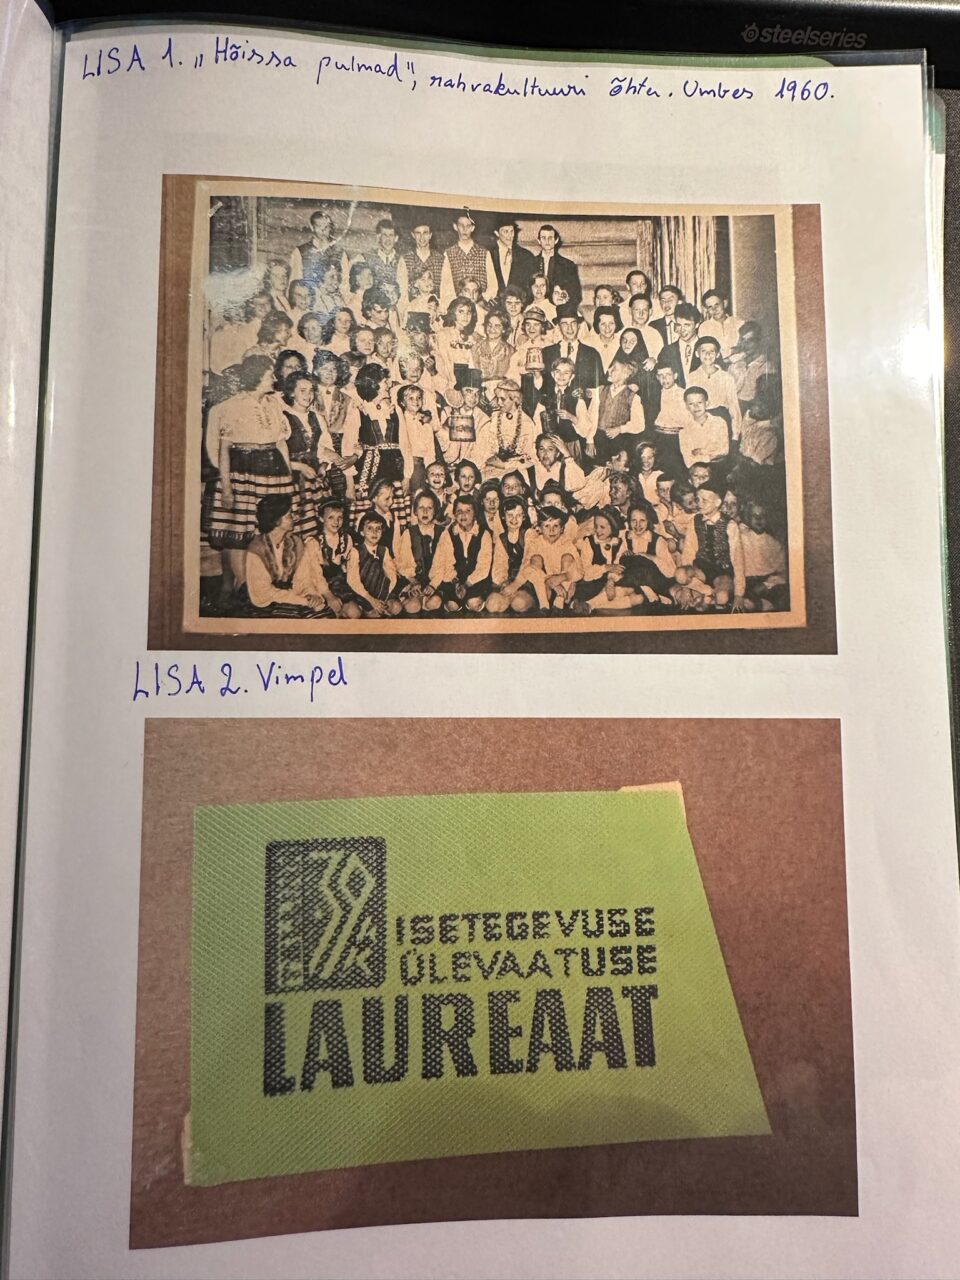 steelseries
LISA 1. „Hõissa pulmad", rahvakultuuri õhtu. Umbes 1960.
LISA 2. Vimpel
ISETEGEVUSE
ÜLEVAATUSE
LAUREAAT